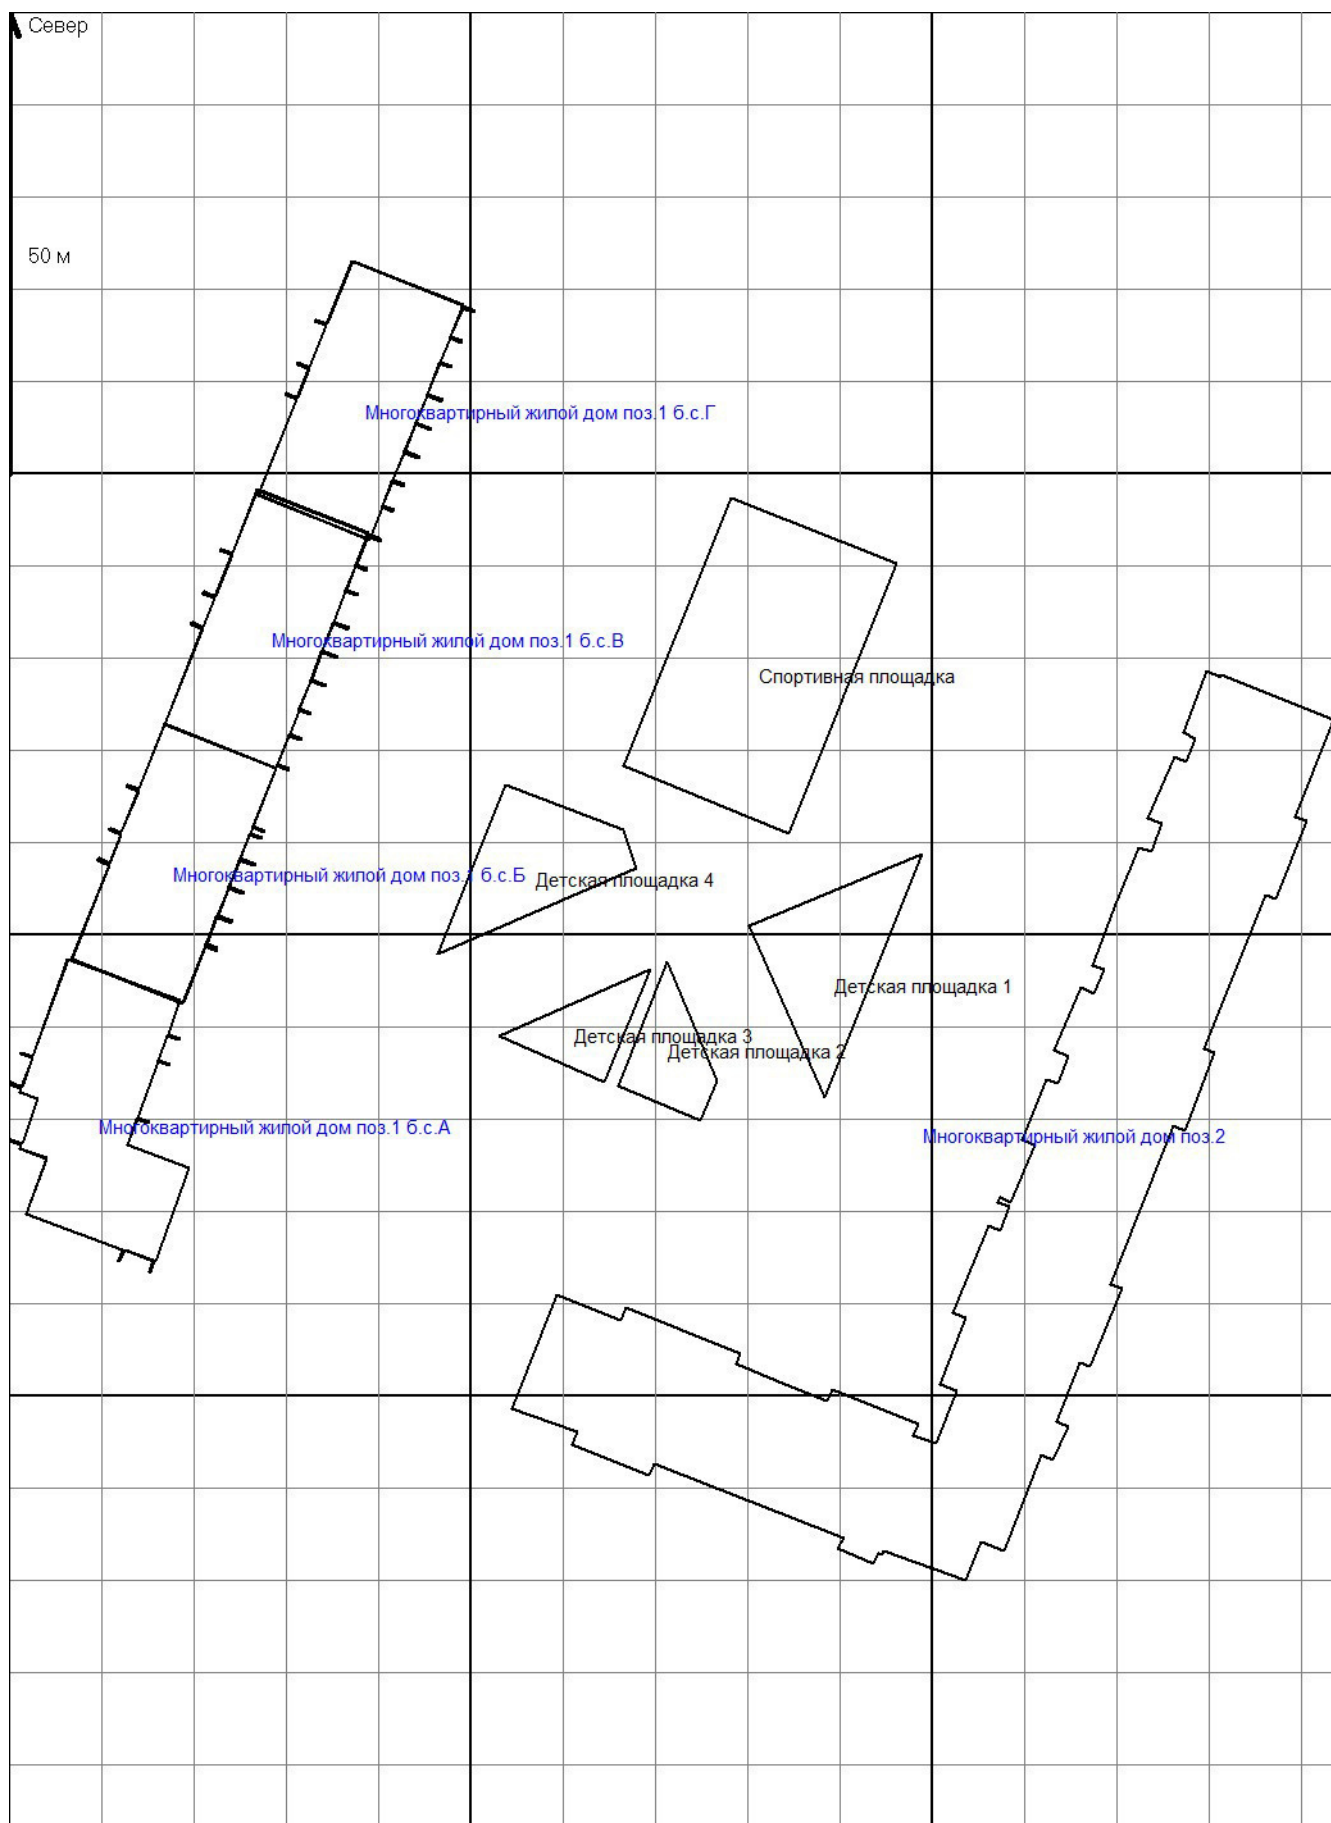 Север
50 м
Многоквартирный жилой дом поз.1 б.с.Г
Многоквартирный жилой дом поз.1 б.с.В
Спортивная площадка
Многоквартирный жилой дом поз.1 б.с.Б
Детская площадка 4
Детская площадка 1
Детская площадка 3
Детская площадка 2
Многоквартирный жилой дом поз.1 б.с.А
Многоквартирный жилой дом поз.2